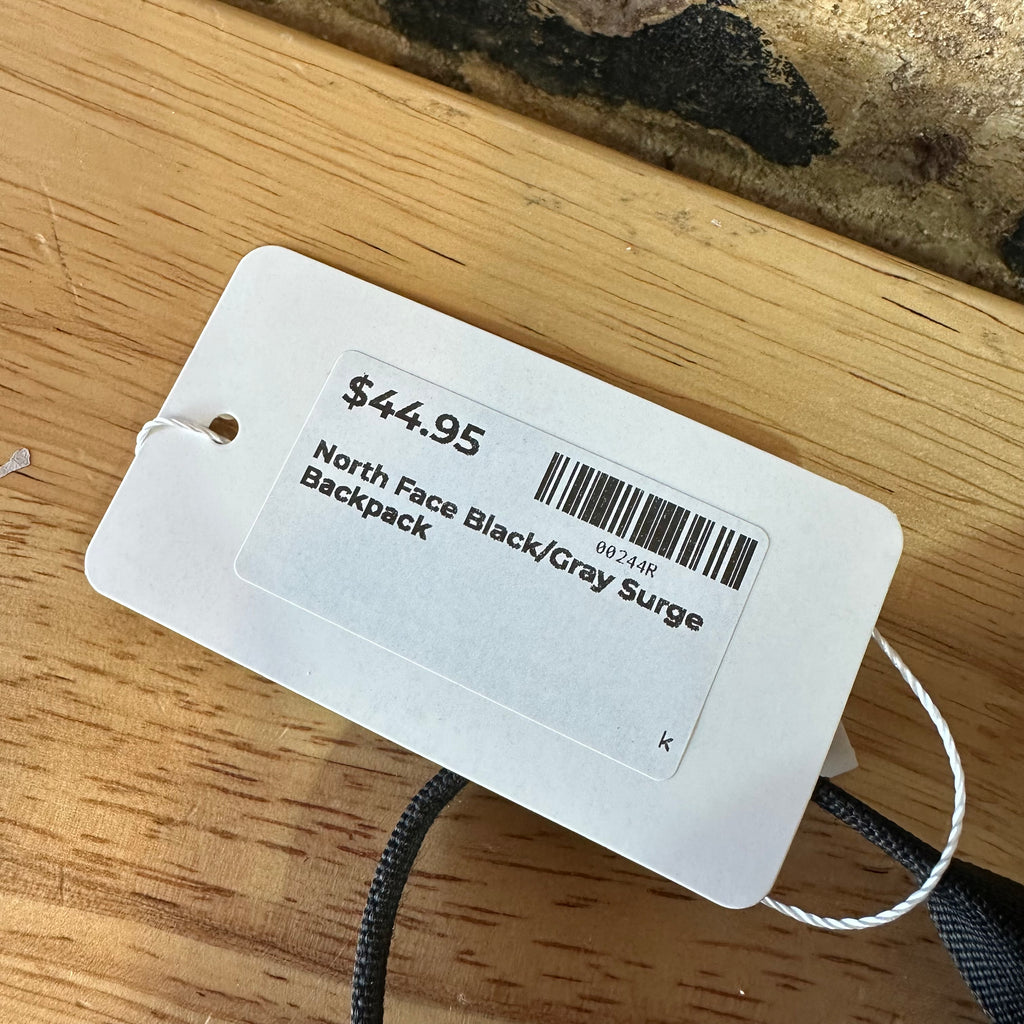 $44.95
00244R
North Face Black/Gray Surge
Backpack
k